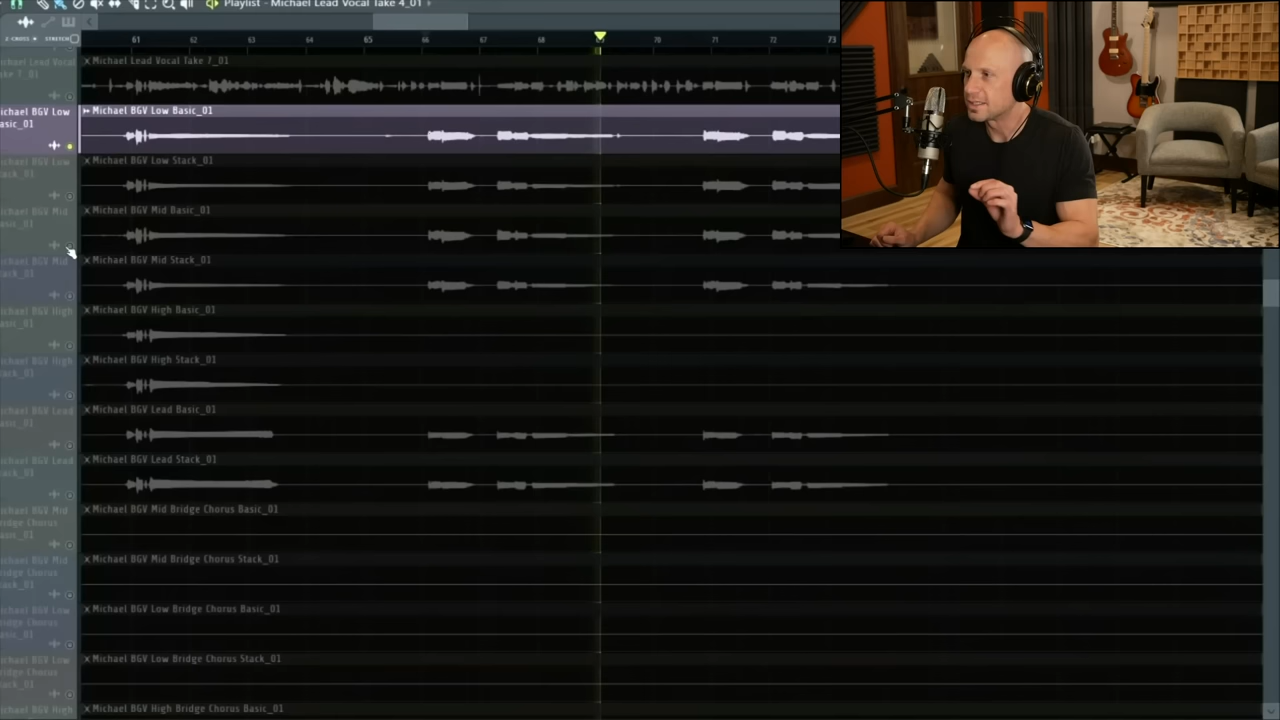 Playlist - Michael Lead Vocal Take 4_01
61 62 63 64 65 66 67 68 69 70 71 72 73
Z-CROSS STRETCH
Michael Lead Vocal Take 7_01
Michael BGV Low Basic_01
Michael BGV Low Stack_01
Michael BGV Mid Basic_01
Michael BGV Mid Stack_01
Michael BGV High Basic_01
Michael BGV High Stack_01
Michael BGV Lead Basic_01
Michael BGV Lead Stack_01
Michael BGV Mid Bridge Chorus Basic_01
Michael BGV Mid Bridge Chorus Stack_01
Michael BGV Low Bridge Chorus Basic_01
Michael BGV Low Bridge Chorus Stack_01
Michael BGV High Bridge Chorus Basic_01